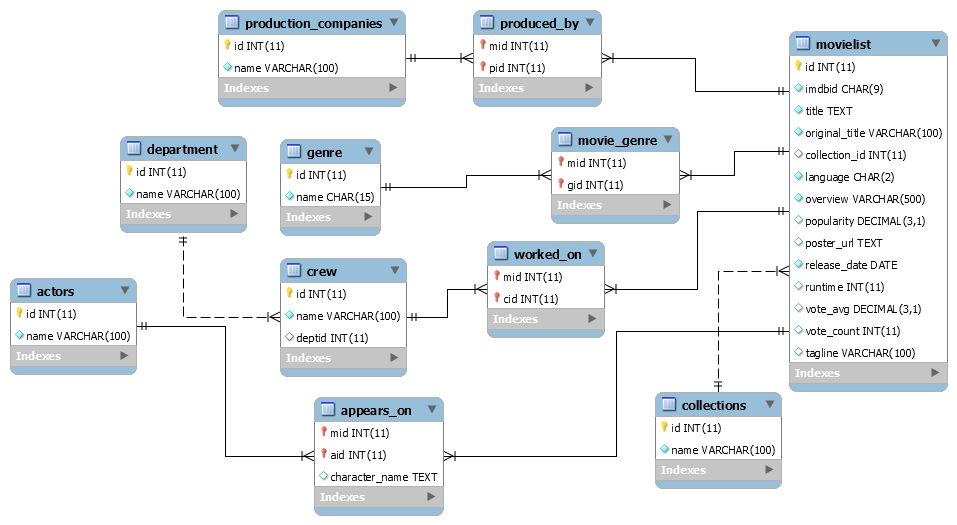 production_companies
id INT(11)
name VARCHAR(100)
Indexes
produced_by
mid INT(11)
pid INT(11)
Indexes
movielist
id INT(11)
imdbid CHAR(9)
title TEXT
original_title VARCHAR(100)
collection_id INT(11)
language CHAR(2)
overview VARCHAR(500)
popularity DECIMAL(3,1)
poster_url TEXT
release_date DATE
runtime INT(11)
vote_avg DECIMAL(3,1)
vote_count INT(11)
tagline VARCHAR(100)
Indexes
department
id INT(11)
name VARCHAR(100)
Indexes
genre
id INT(11)
name CHAR(15)
Indexes
movie_genre
mid INT(11)
gid INT(11)
Indexes
actors
id INT(11)
name VARCHAR(100)
Indexes
crew
id INT(11)
name VARCHAR(100)
deptid INT(11)
Indexes
worked_on
mid INT(11)
cid INT(11)
Indexes
appears_on
mid INT(11)
aid INT(11)
character_name TEXT
Indexes
collections
id INT(11)
name VARCHAR(100)
Indexes